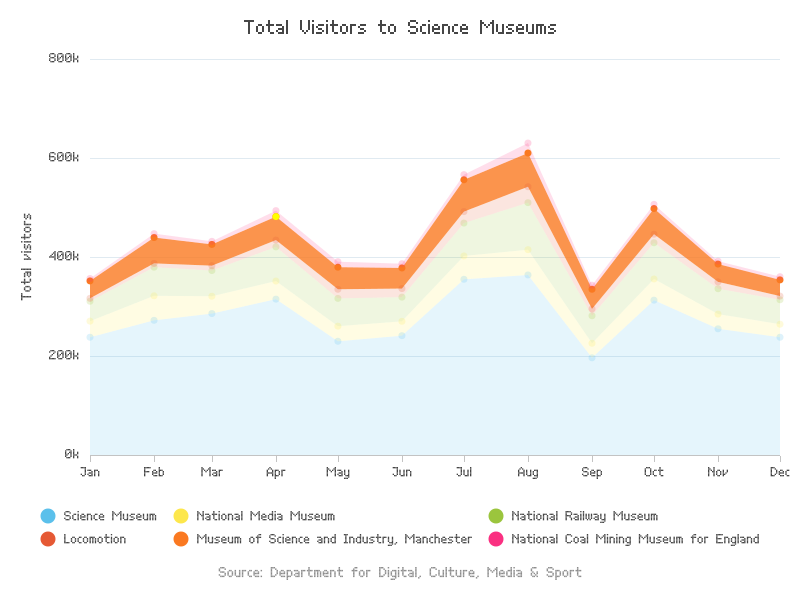 Total Visitors to Science Museums
800k
600k
400k
200k
0k
Total visitors
Jan Feb Mar Apr May Jun Jul Aug Sep Oct Nov Dec
Science Museum National Media Museum National Railway Museum
Locomotion Museum of Science and Industry, Manchester National Coal Mining Museum for England
Source: Department for Digital, Culture, Media & Sport